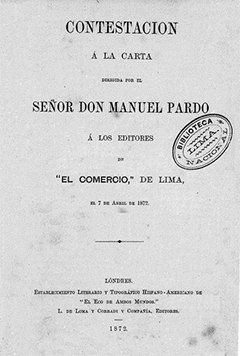 CONTESTACION
Á LA CARTA
DIRIGIDA POR EL
SEÑOR DON MANUEL PARDO
Á LOS EDITORES
DE
"EL COMERCIO," DE LIMA,
EL 7 DE ABRIL DE 1872.
BIBLIOTECA
LIMA.
NACIONAL
LÓNDRES.
ESTABLECIMIENTO LITERARIO Y TIPOGRÁFICO HISPANO-AMERICANO DE
"EL ECO DE AMBOS MUNDOS."
L. DE LOMA Y CORRADI Y COMPAÑIA, EDITORES.
1872.